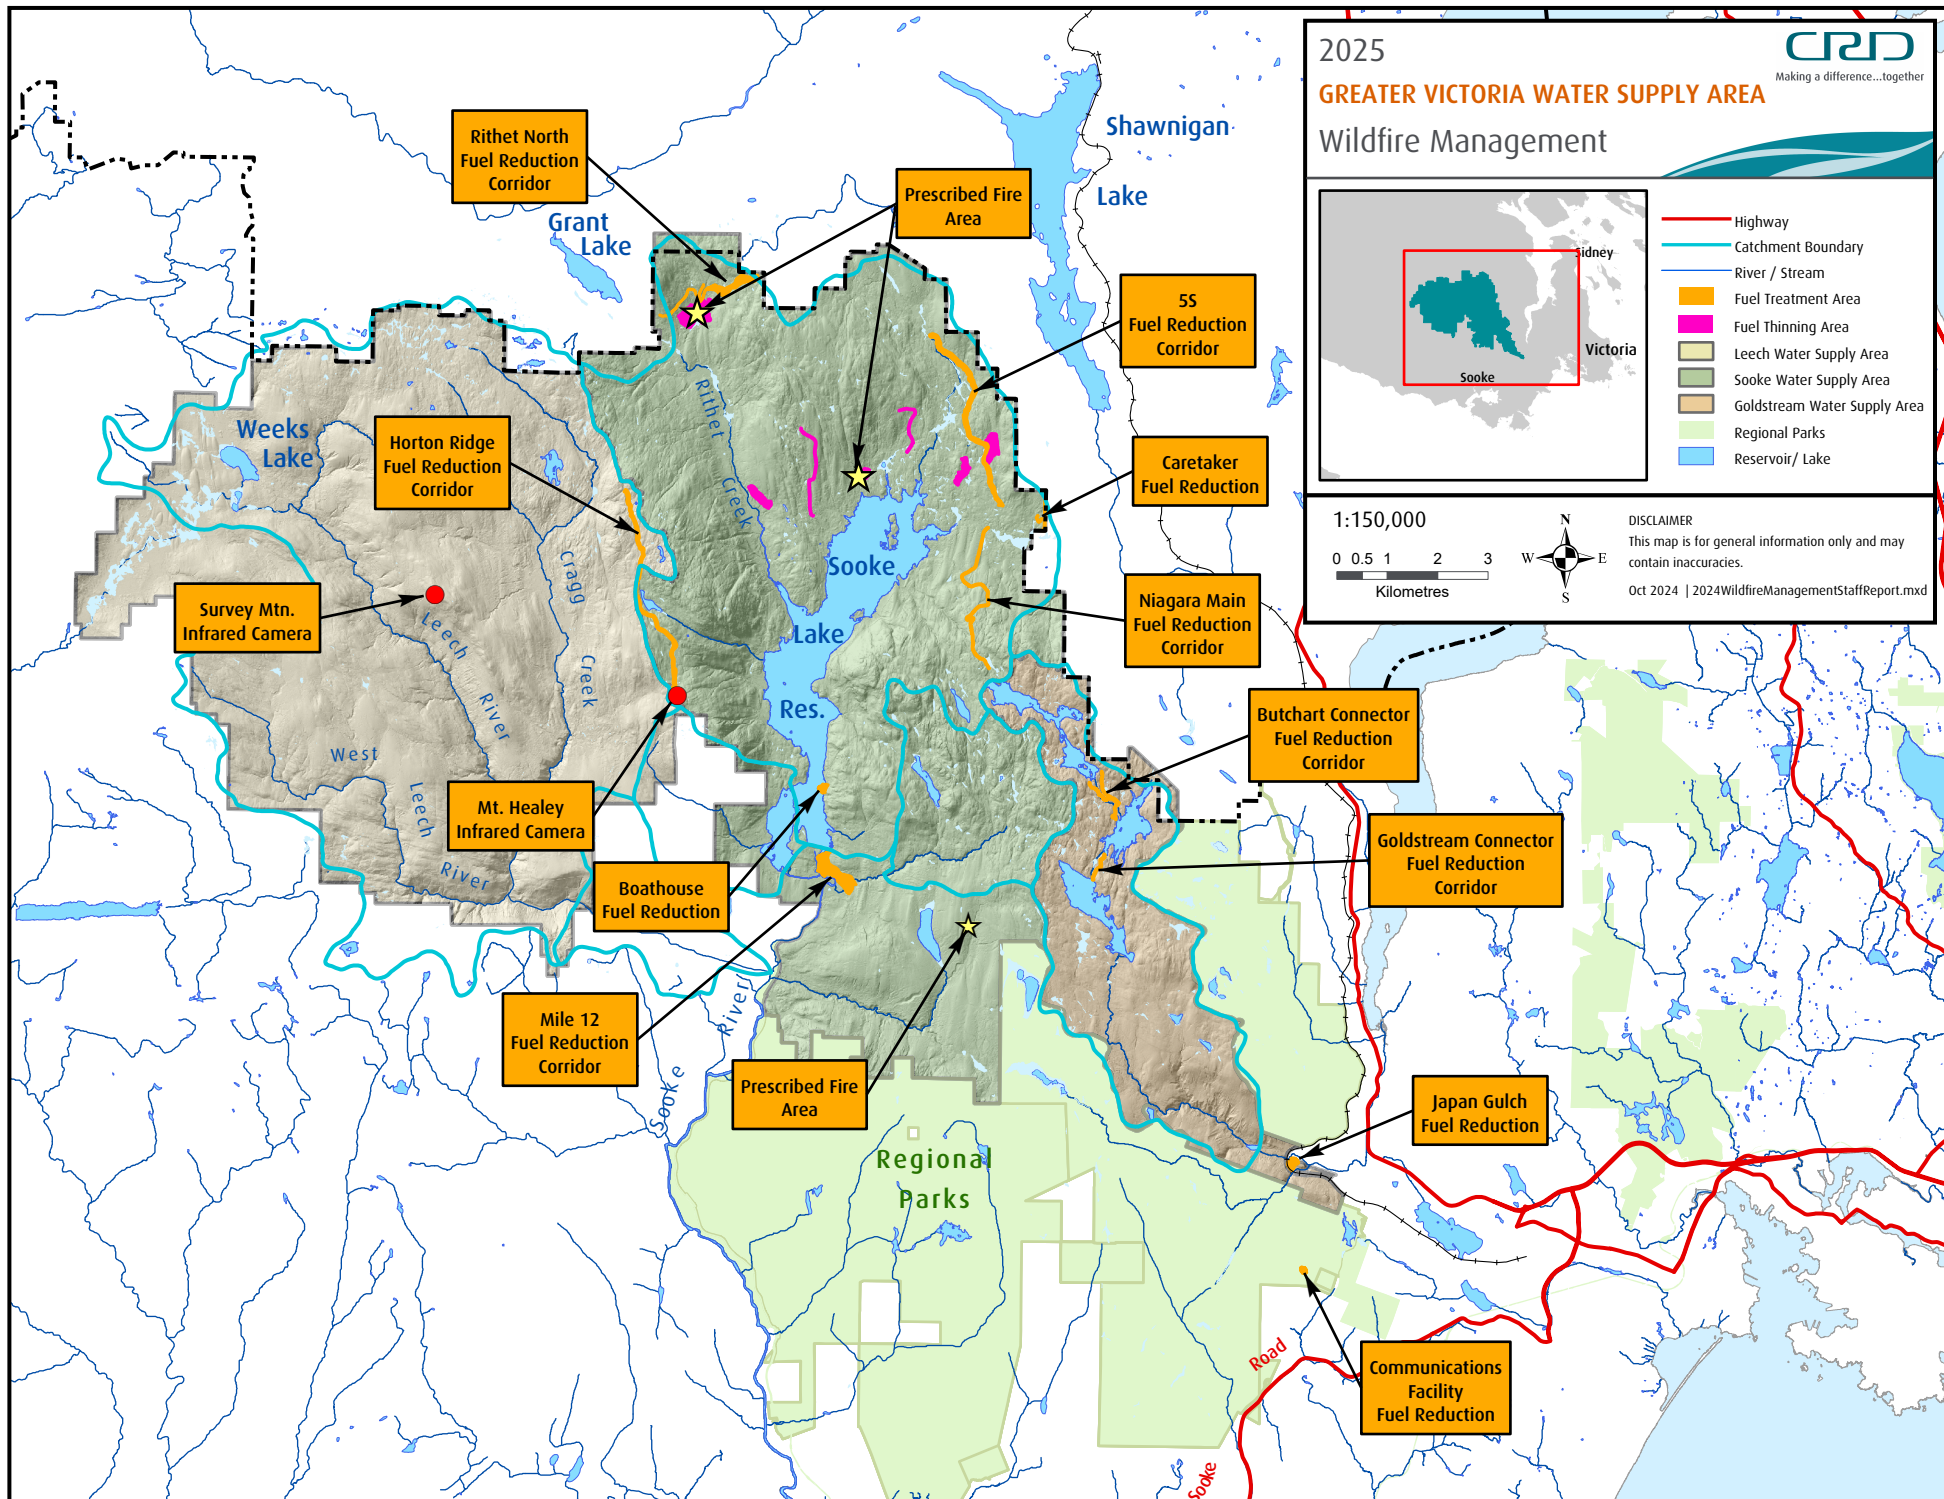 2025
GREATER VICTORIA WATER SUPPLY AREA
Wildfire Management
CRD
Making a difference...together
Sidney
Victoria
Sooke
Highway
Catchment Boundary
River / Stream
Fuel Treatment Area
Fuel Thinning Area
Leech Water Supply Area
Sooke Water Supply Area
Goldstream Water Supply Area
Regional Parks
Reservoir/ Lake
1:150,000
0 0.5 1 2 3
Kilometres
N
W E
S
DISCLAIMER
This map is for general information only and may
contain inaccuracies.
Oct 2024 | 2024WildfireManagementStaffReport.mxd
Rithet North
Fuel Reduction
Corridor
Prescribed Fire
Area
Shawnigan
Lake
Grant
Lake
5S
Fuel Reduction
Corridor
Weeks
Lake
Horton Ridge
Fuel Reduction
Corridor
Rithet
Creek
Caretaker
Fuel Reduction
Survey Mtn.
Infrared Camera
Cragg
Creek
Leech
River
Sooke
Lake
Res.
Niagara Main
Fuel Reduction
Corridor
West
Leech
River
Mt. Healey
Infrared Camera
Butchart Connector
Fuel Reduction
Corridor
Goldstream Connector
Fuel Reduction
Corridor
Boathouse
Fuel Reduction
Mile 12
Fuel Reduction
Corridor
Sooke
River
Prescribed Fire
Area
Japan Gulch
Fuel Reduction
Regional
Parks
Communications
Facility
Fuel Reduction
Sooke
Road